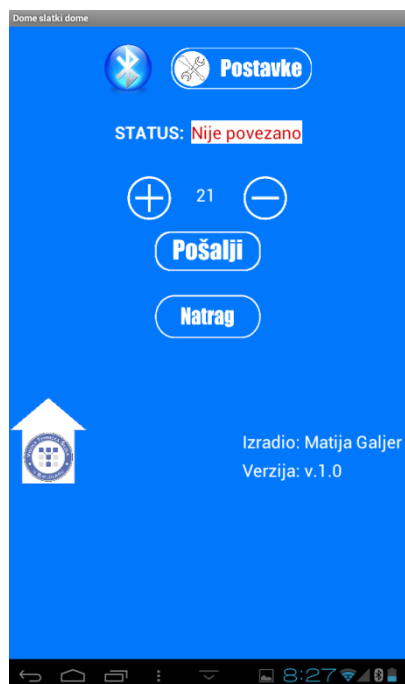 Dome slatki dome
Postavke
STATUS: Nije povezano
21
Pošalji
Natrag
Izradio: Matija Galjer
Verzija: v.1.0
8:27